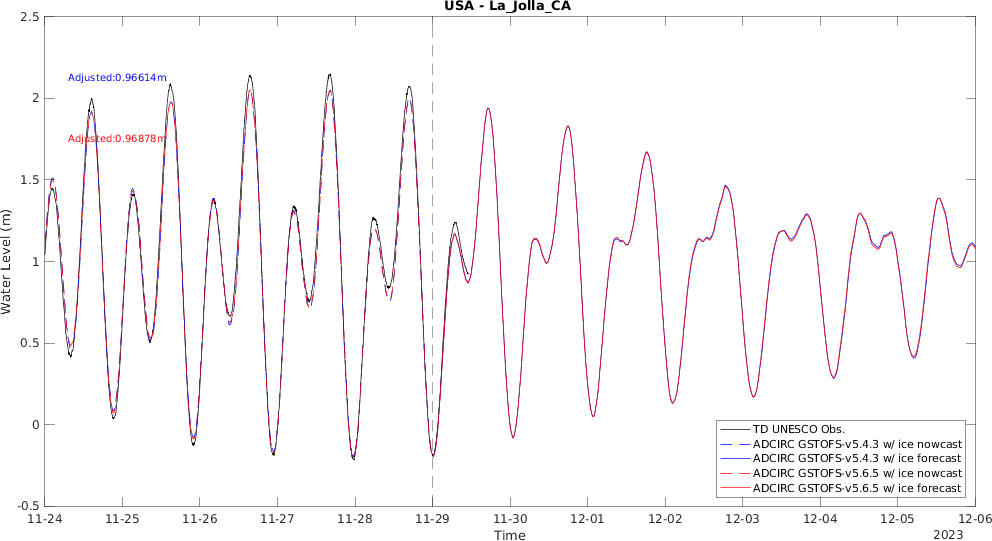 USA - La_Jolla_CA
2.5
Adjusted:0.96614m
2
Adjusted:0.96878m
1.5
Water Level (m)
1
0.5
0
-0.5
TD UNESCO Obs.
ADCIRC GSTOFS-v5.4.3 w/ ice nowcast
ADCIRC GSTOFS-v5.4.3 w/ ice forecast
ADCIRC GSTOFS-v5.6.5 w/ ice nowcast
ADCIRC GSTOFS-v5.6.5 w/ ice forecast
11-24 11-25 11-26 11-27 11-28 11-29 11-30 12-01 12-02 12-03 12-04 12-05 12-06
Time
2023